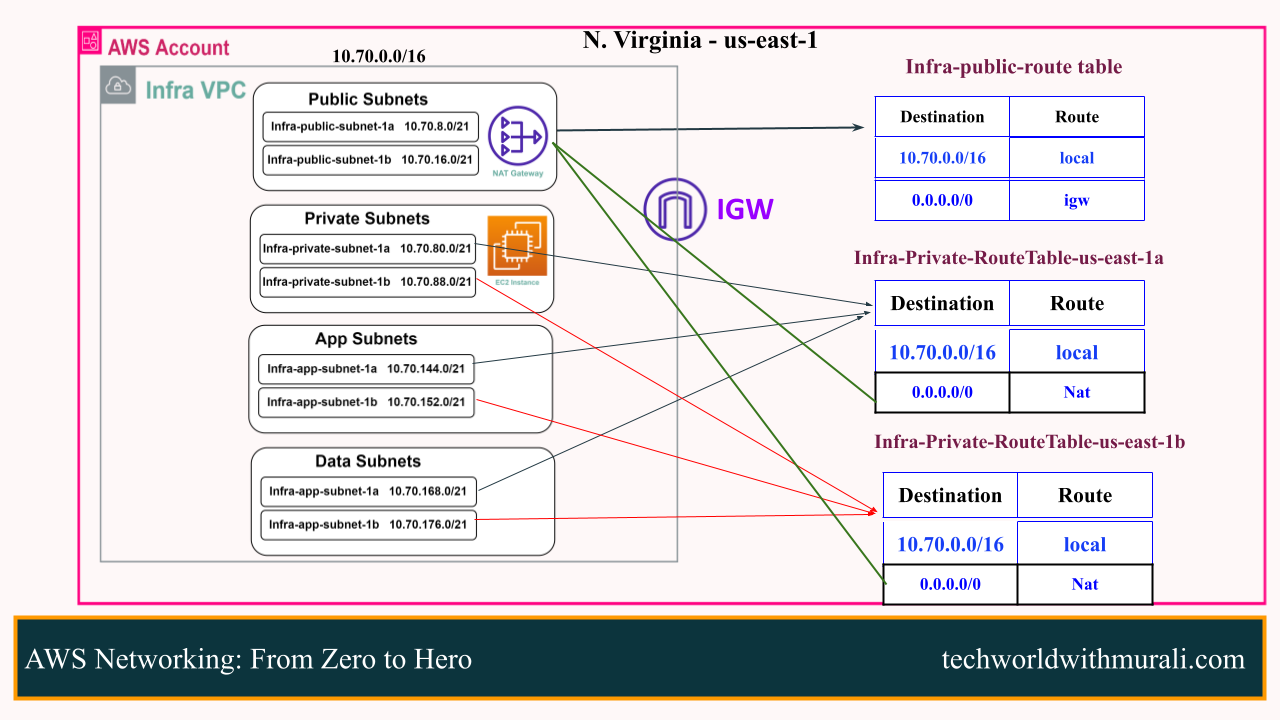 AWS Account
10.70.0.0/16
N. Virginia - us-east-1
Infra VPC
Public Subnets
Infra-public-subnet-1a 10.70.8.0/21
Infra-public-subnet-1b 10.70.16.0/21
NAT Gateway
Private Subnets
Infra-private-subnet-1a 10.70.80.0/21
Infra-private-subnet-1b 10.70.88.0/21
EC2 Instance
App Subnets
Infra-app-subnet-1a 10.70.144.0/21
Infra-app-subnet-1b 10.70.152.0/21
Data Subnets
Infra-app-subnet-1a 10.70.168.0/21
Infra-app-subnet-1b 10.70.176.0/21
IGW
Infra-public-route table
Destination Route
10.70.0.0/16 local
0.0.0.0/0 igw
Infra-Private-RouteTable-us-east-1a
Destination Route
10.70.0.0/16 local
0.0.0.0/0 Nat
Infra-Private-RouteTable-us-east-1b
Destination Route
10.70.0.0/16 local
0.0.0.0/0 Nat
AWS Networking: From Zero to Hero
techworldwithmurali.com